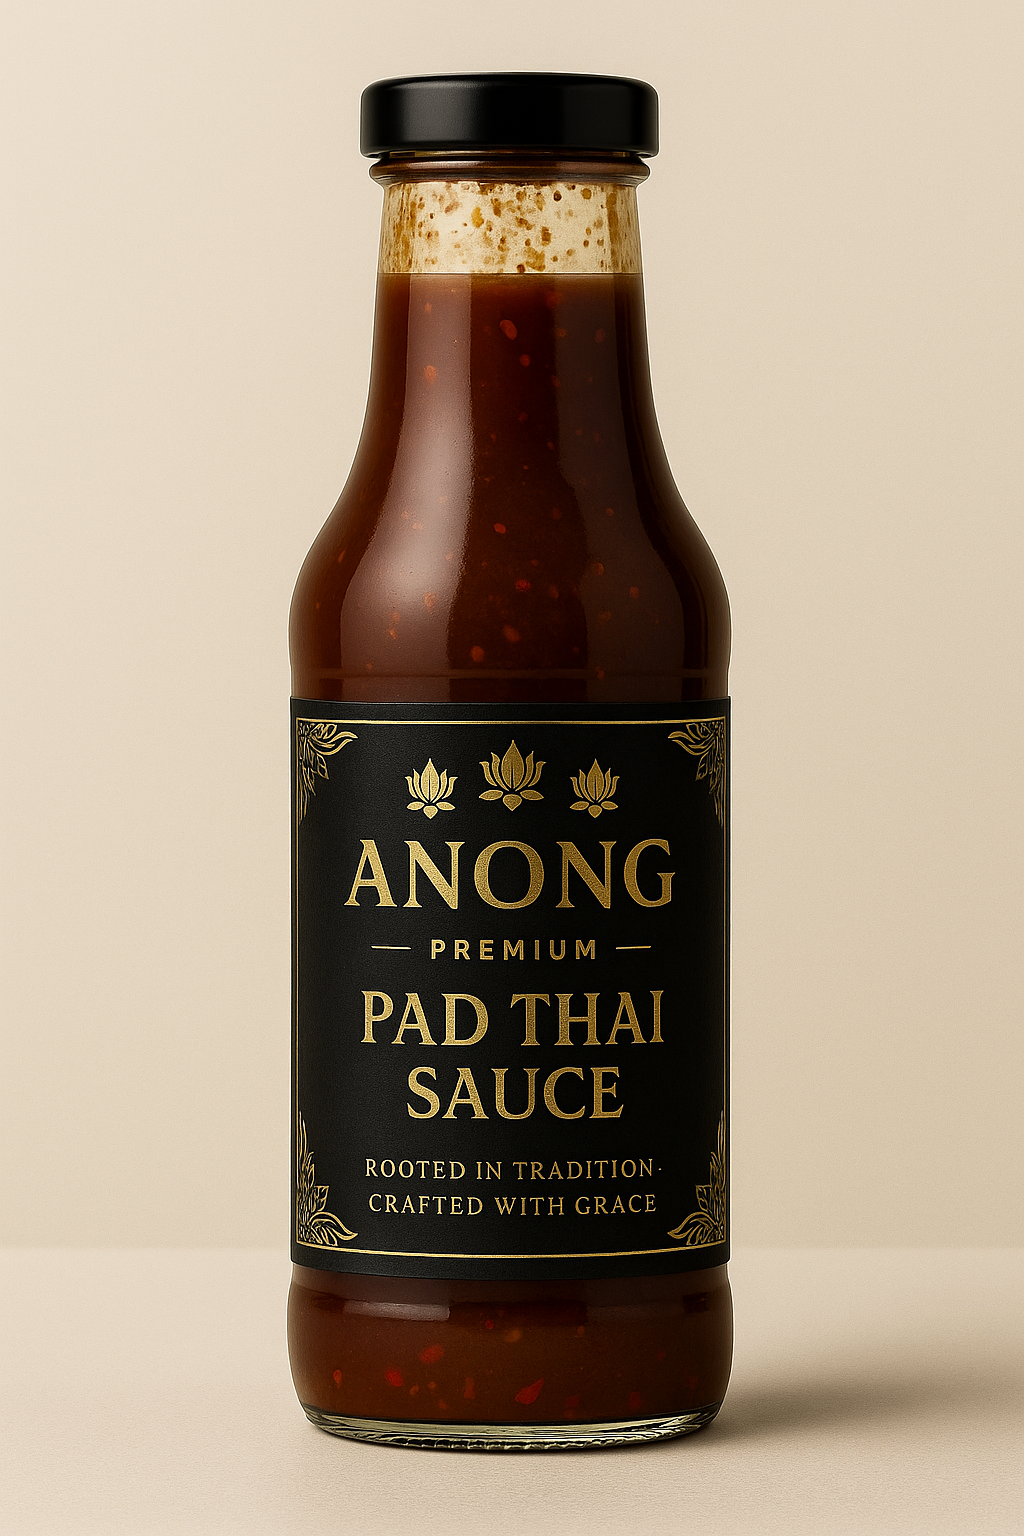 ANONG
PREMIUM
PAD THAI
SAUCE
ROOTED IN TRADITION·
CRAFTED WITH GRACE